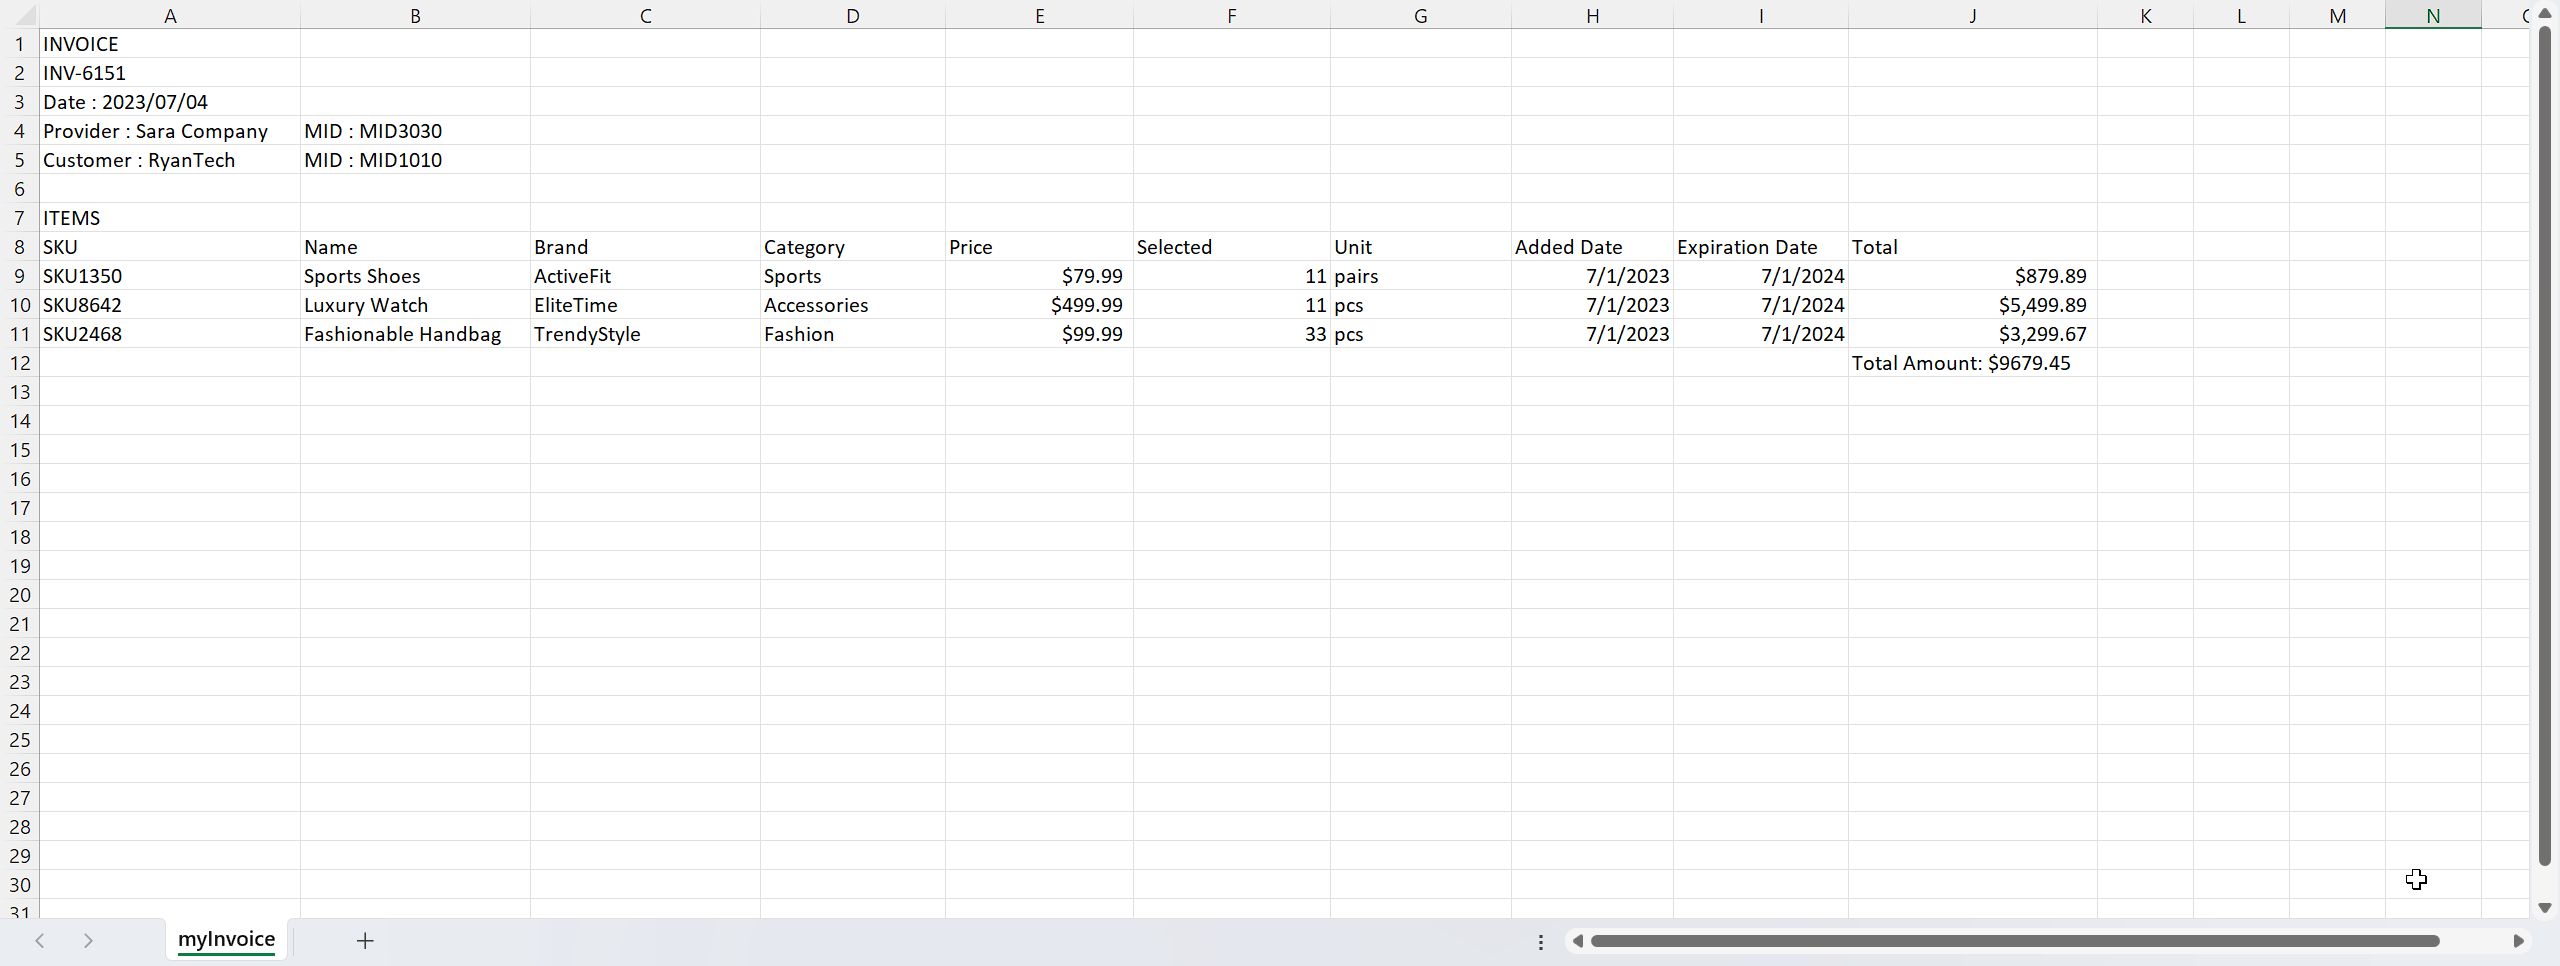 A B C D E F G H I J K L M N
1 INVOICE
2 INV-6151
3 Date : 2023/07/04
4 Provider : Sara Company MID : MID3030
5 Customer : RyanTech MID : MID1010
6
7 ITEMS
8 SKU Name Brand Category Price Selected Unit Added Date Expiration Date Total
9 SKU1350 Sports Shoes ActiveFit Sports $79.99 11 pairs 7/1/2023 7/1/2024 $879.89
10 SKU8642 Luxury Watch EliteTime Accessories $499.99 11 pcs 7/1/2023 7/1/2024 $5,499.89
11 SKU2468 Fashionable Handbag TrendyStyle Fashion $99.99 33 pcs 7/1/2023 7/1/2024 $3,299.67
12 Total Amount: $9679.45
13
14
15
16
17
18
19
20
21
22
23
24
25
26
27
28
29
30
31
myInvoice